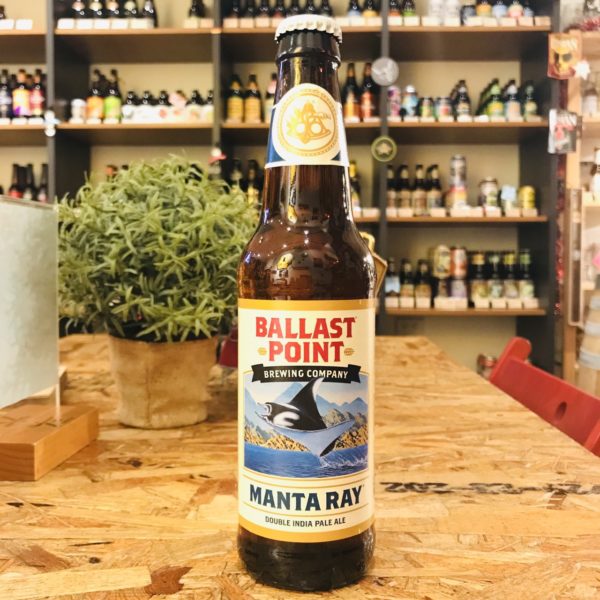 BALLAST
POINT
BREWING COMPANY
MANTA RAY
DOUBLE INDIA PALE ALE